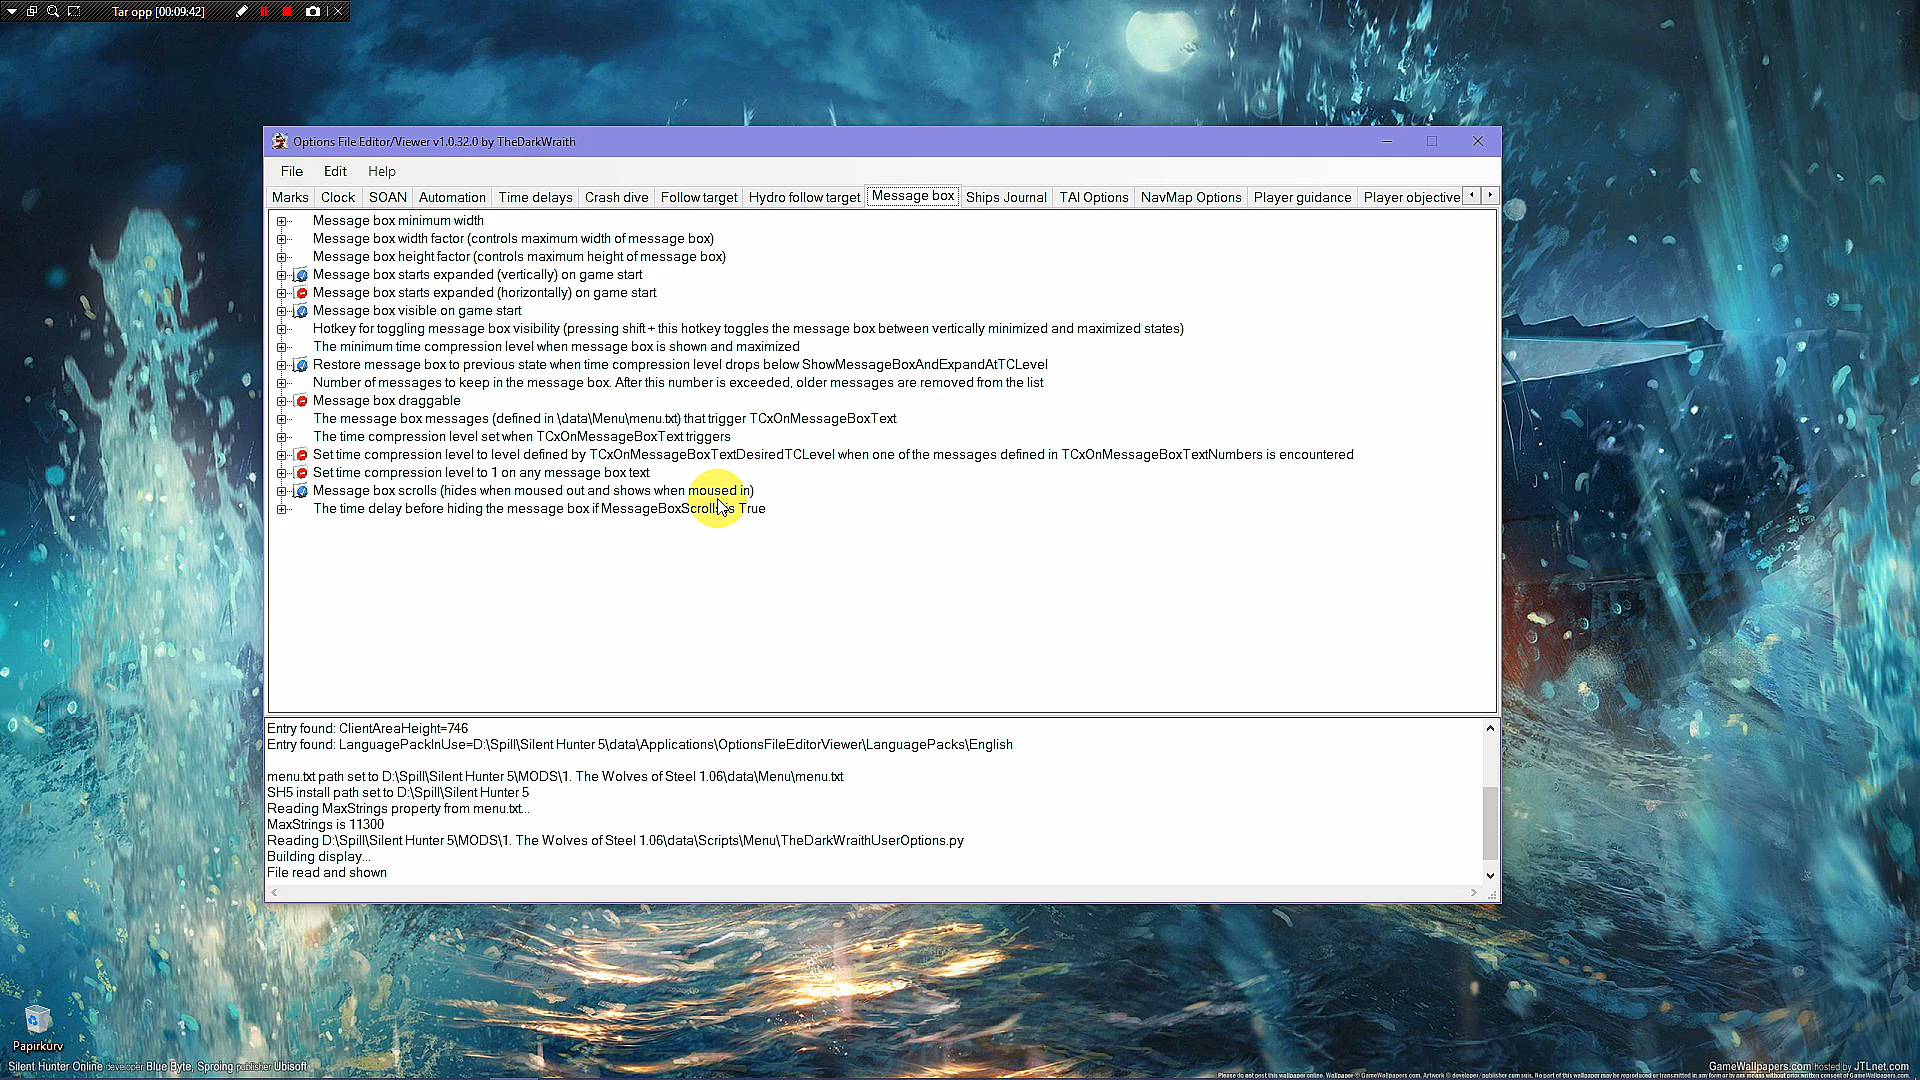 Tar opp [00:09:42]
Options File Editor/Viewer v1.0.32.0 by TheDarkWraith
File Edit Help
Marks Clock SOAN Automation Time delays Crash dive Follow target Hydro follow target Message box Ships Journal TAI Options NavMap Options Player guidance Player objective
Message box minimum width
Message box width factor (controls maximum width of message box)
Message box height factor (controls maximum height of message box)
Message box starts expanded (vertically) on game start
Message box starts expanded (horizontally) on game start
Message box visible on game start
Hotkey for toggling message box visibility (pressing shift + this hotkey toggles the message box between vertically minimized and maximized states)
The minimum time compression level when message box is shown and maximized
Restore message box to previous state when time compression level drops below ShowMessageBoxAndExpandAtTCLevel
Number of messages to keep in the message box. After this number is exceeded, older messages are removed from the list
Message box draggable
The message box messages (defined in \data\Menu\menu.txt) that trigger TCxOnMessageBoxText
The time compression level set when TCxOnMessageBoxText triggers
Set time compression level to level defined by TCxOnMessageBoxTextDesiredTCLevel when one of the messages defined in TCxOnMessageBoxTextNumbers is encountered
Set time compression level to 1 on any message box text
Message box scrolls (hides when moused out and shows when moused in)
The time delay before hiding the message box if MessageBoxScrolls is True
Entry found: ClientAreaHeight=746
Entry found: LanguagePackInUse=D:\Spill\Silent Hunter 5\data\Applications\OptionsFileEditorViewer\LanguagePacks\English
menu.txt path set to D:\Spill\Silent Hunter 5\MODS\1. The Wolves of Steel 1.06\data\Menu\menu.txt
SH5 install path set to D:\Spill\Silent Hunter 5
Reading MaxStrings property from menu.txt...
MaxStrings is 11300
Reading D:\Spill\Silent Hunter 5\MODS\1. The Wolves of Steel 1.06\data\Scripts\Menu\TheDarkWraithUserOptions.py
Building display...
File read and shown
Papirkurv
Silent Hunter Online developer Blue Byte, Sproing publisher Ubisoft
GameWallpapers.com hosted by JTLnet.com